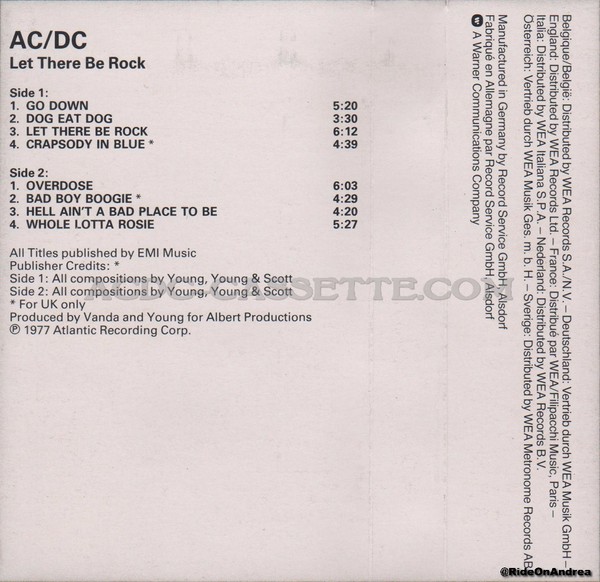 AC/DC
Let There Be Rock
Side 1:
1. GO DOWN 5:20
2. DOG EAT DOG 3:30
3. LET THERE BE ROCK 6:12
4. CRAPSODY IN BLUE * 4:39
Side 2:
1. OVERDOSE 6:03
2. BAD BOY BOOGIE * 4:29
3. HELL AIN'T A BAD PLACE TO BE 4:20
4. WHOLE LOTTA ROSIE 5:27
All Titles published by EMI Music
Publisher Credits: *
Side 1: All compositions by Young, Young & Scott
Side 2: All compositions by Young, Young & Scott
* For UK only
Produced by Vanda and Young for Albert Productions
℗ 1977 Atlantic Recording Corp.
ACDC-CASSETTE.COM
Belgique/België: Distributed by WEA Records S.A./N.V. – Deutschland: Vertrieb durch WEA Musik GmbH –
England: Distributed by WEA Records Ltd. – France: Distribué par WEA/Filipacchi Music, Paris –
Italia: Distributed by WEA Italiana S.P.A. – Nederland: Distributed by WEA Records B.V.
Österreich: Vertrieb durch WEA Musik Ges. m. b. H. – Sverige: Distributed by WEA Metronome Records AB
Manufactured in Germany by Record Service GmbH, Alsdorf
Fabriqué en Allemagne par Record Service GmbH, Alsdorf
A Warner Communications Company
@RideOnAndrea